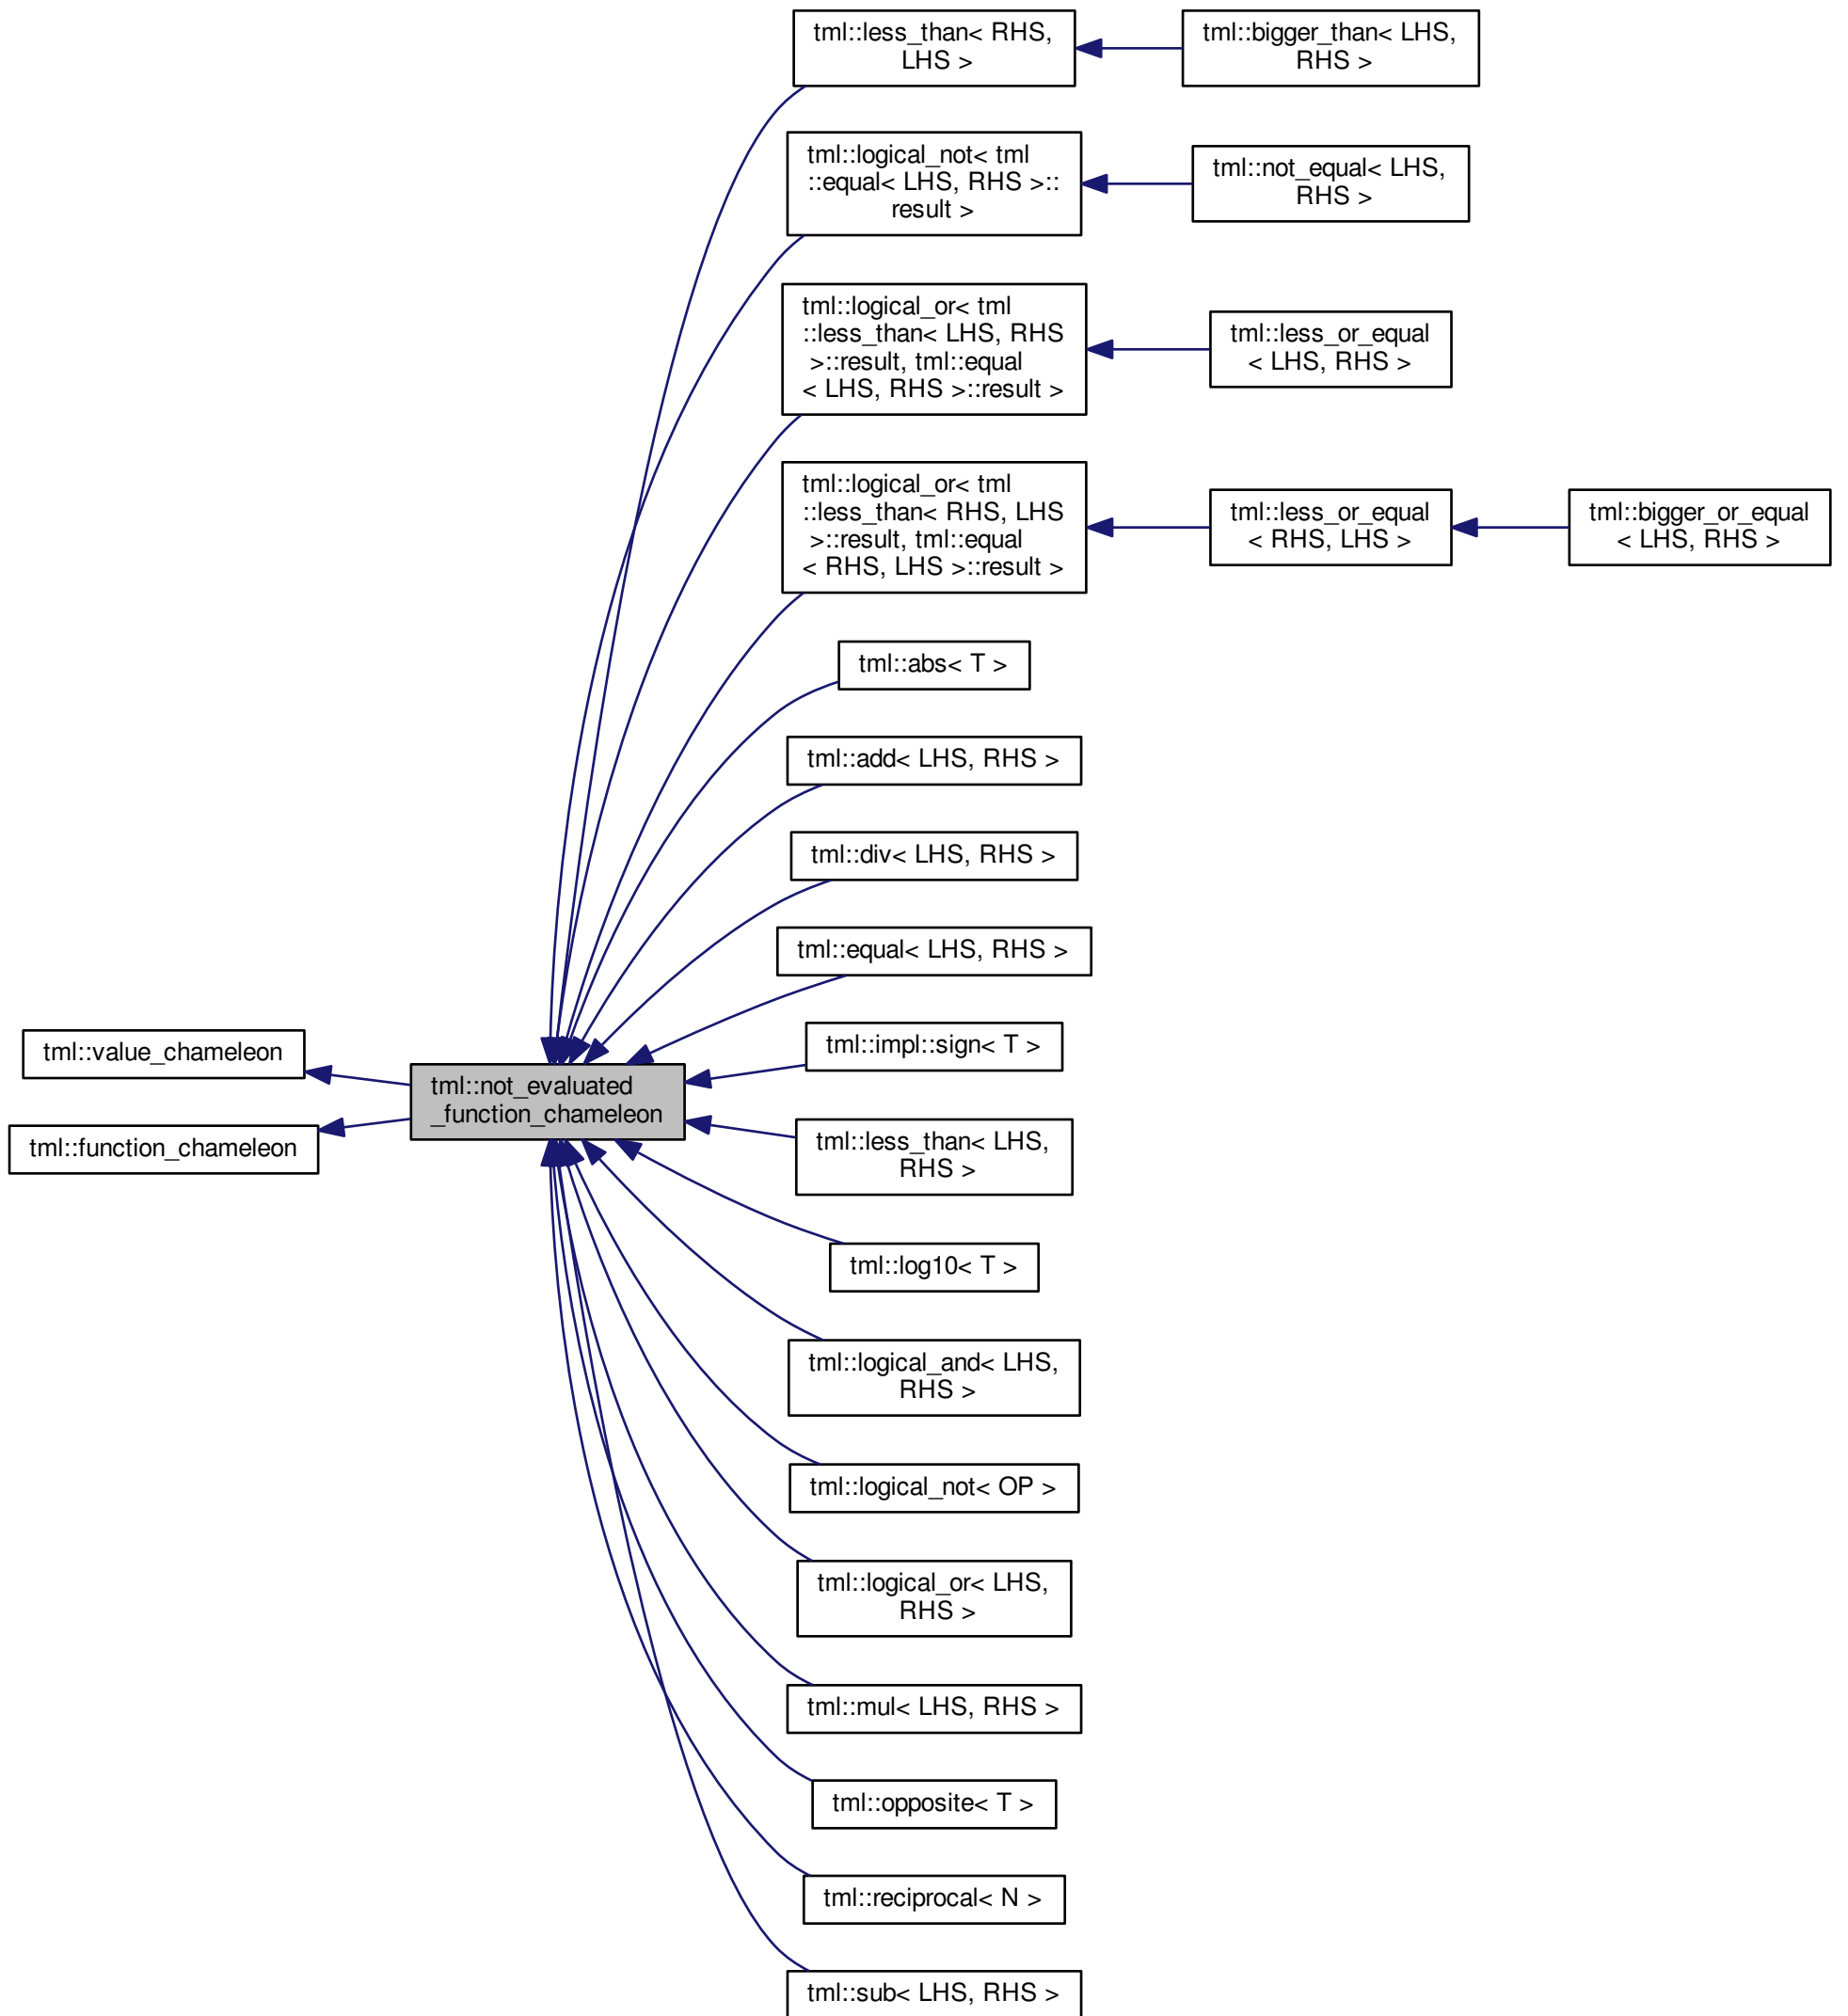 tml::less_than< RHS,
LHS >
tml::bigger_than< LHS,
RHS >
tml::logical_not< tml
::equal< LHS, RHS >::
result >
tml::not_equal< LHS,
RHS >
tml::logical_or< tml
::less_than< LHS, RHS
>::result, tml::equal
< LHS, RHS >::result >
tml::less_or_equal
< LHS, RHS >
tml::logical_or< tml
::less_than< RHS, LHS
>::result, tml::equal
< RHS, LHS >::result >
tml::less_or_equal
< RHS, LHS >
tml::bigger_or_equal
< LHS, RHS >
tml::abs< T >
tml::add< LHS, RHS >
tml::div< LHS, RHS >
tml::equal< LHS, RHS >
tml::value_chameleon
tml::function_chameleon
tml::not_evaluated
_function_chameleon
tml::impl::sign< T >
tml::less_than< LHS,
RHS >
tml::log10< T >
tml::logical_and< LHS,
RHS >
tml::logical_not< OP >
tml::logical_or< LHS,
RHS >
tml::mul< LHS, RHS >
tml::opposite< T >
tml::reciprocal< N >
tml::sub< LHS, RHS >